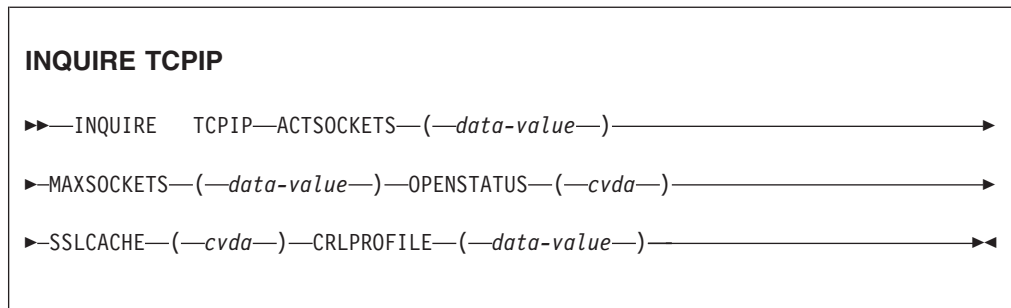 INQUIRE TCPIP
►►—INQUIRE TCPIP—ACTSOCKETS—(—data-value—)—►
►—MAXSOCKETS—(—data-value—)—OPENSTATUS—(—cvda—)—►
►—SSLCACHE—(—cvda—)—CRLPROFILE—(—data-value—)—►◄